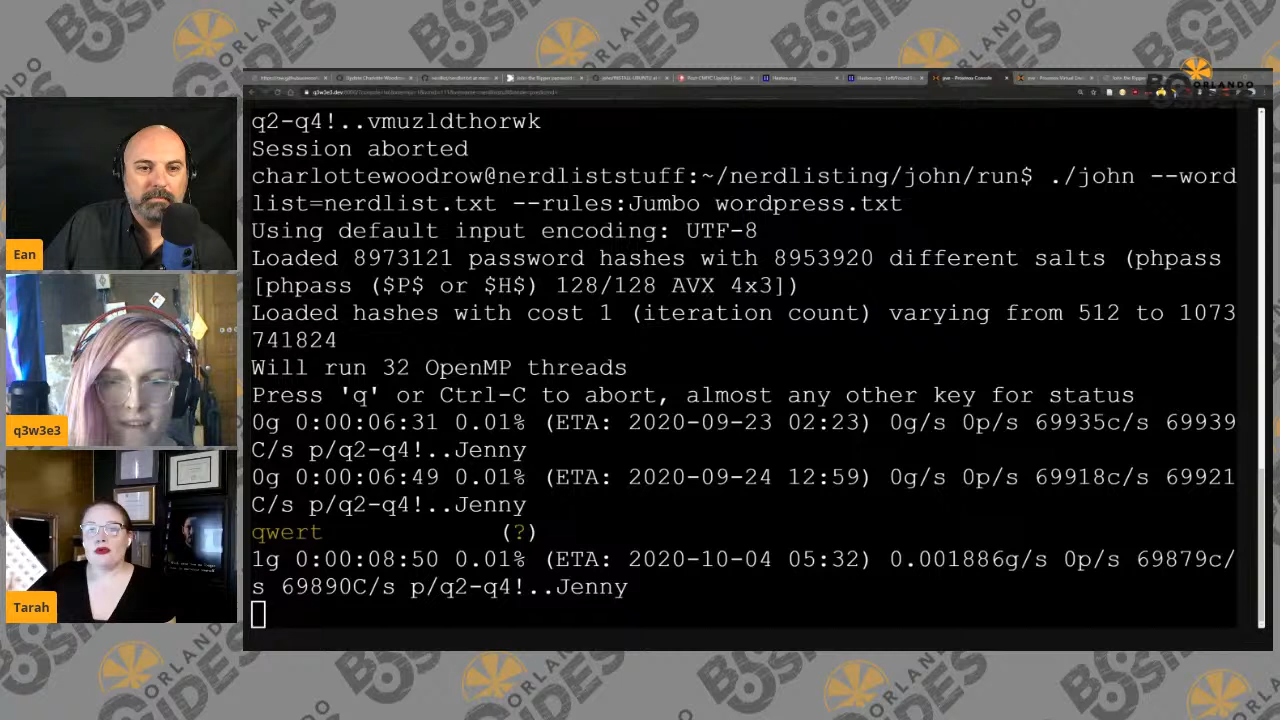 q2-q4!..vmuzldthorwk
Session aborted
charlottewoodrow@nerdliststuff:~/nerdlisting/john/run$ ./john --word
list=nerdlist.txt --rules:Jumbo wordpress.txt
Using default input encoding: UTF-8
Loaded 8973121 password hashes with 8953920 different salts (phpass
[phpass ($P$ or $H$) 128/128 AVX 4x3])
Loaded hashes with cost 1 (iteration count) varying from 512 to 1073
741824
Will run 32 OpenMP threads
Press 'q' or Ctrl-C to abort, almost any other key for status
0g 0:00:06:31 0.01% (ETA: 2020-09-23 02:23) 0g/s 0p/s 69935c/s 69939
C/s p/q2-q4!..Jenny
0g 0:00:06:49 0.01% (ETA: 2020-09-24 12:59) 0g/s 0p/s 69918c/s 69921
C/s p/q2-q4!..Jenny
qwert (?)
1g 0:00:08:50 0.01% (ETA: 2020-10-04 05:32) 0.001886g/s 0p/s 69879c/
s 69890C/s p/q2-q4!..Jenny
Ean
q3w3e3
Tarah
BSIDES
ORLANDO